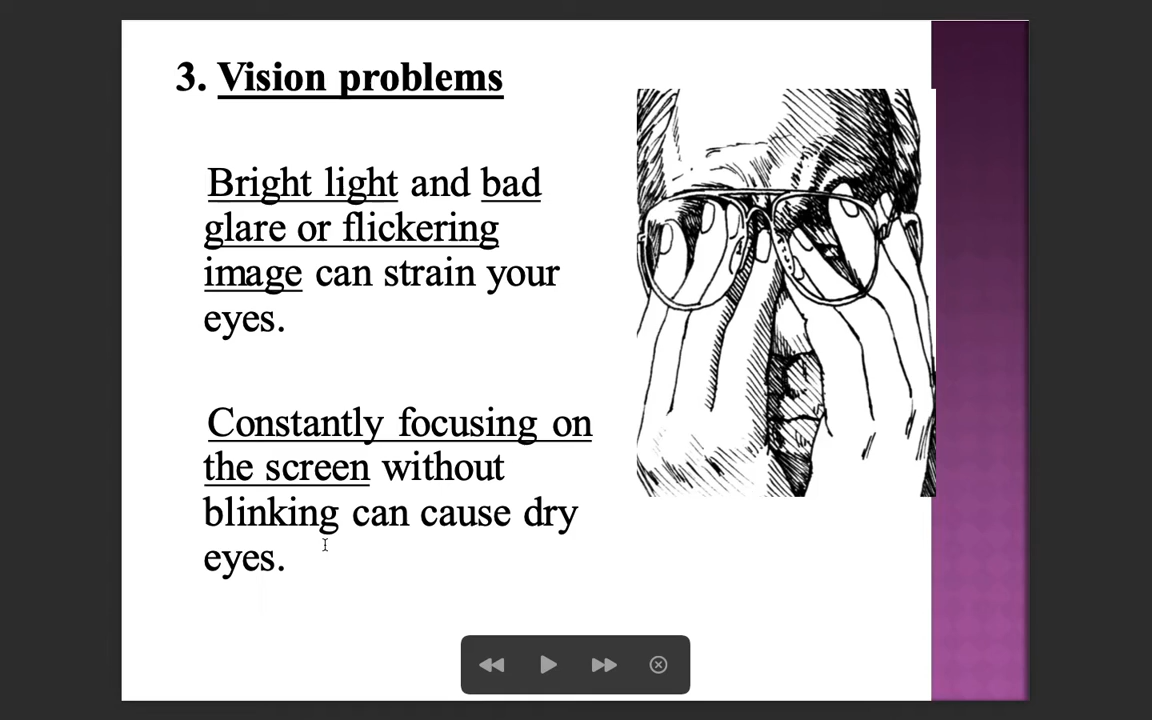 3. Vision problems
Bright light and bad
glare or flickering
image can strain your
eyes.
Constantly focusing on
the screen without
blinking can cause dry
eyes.